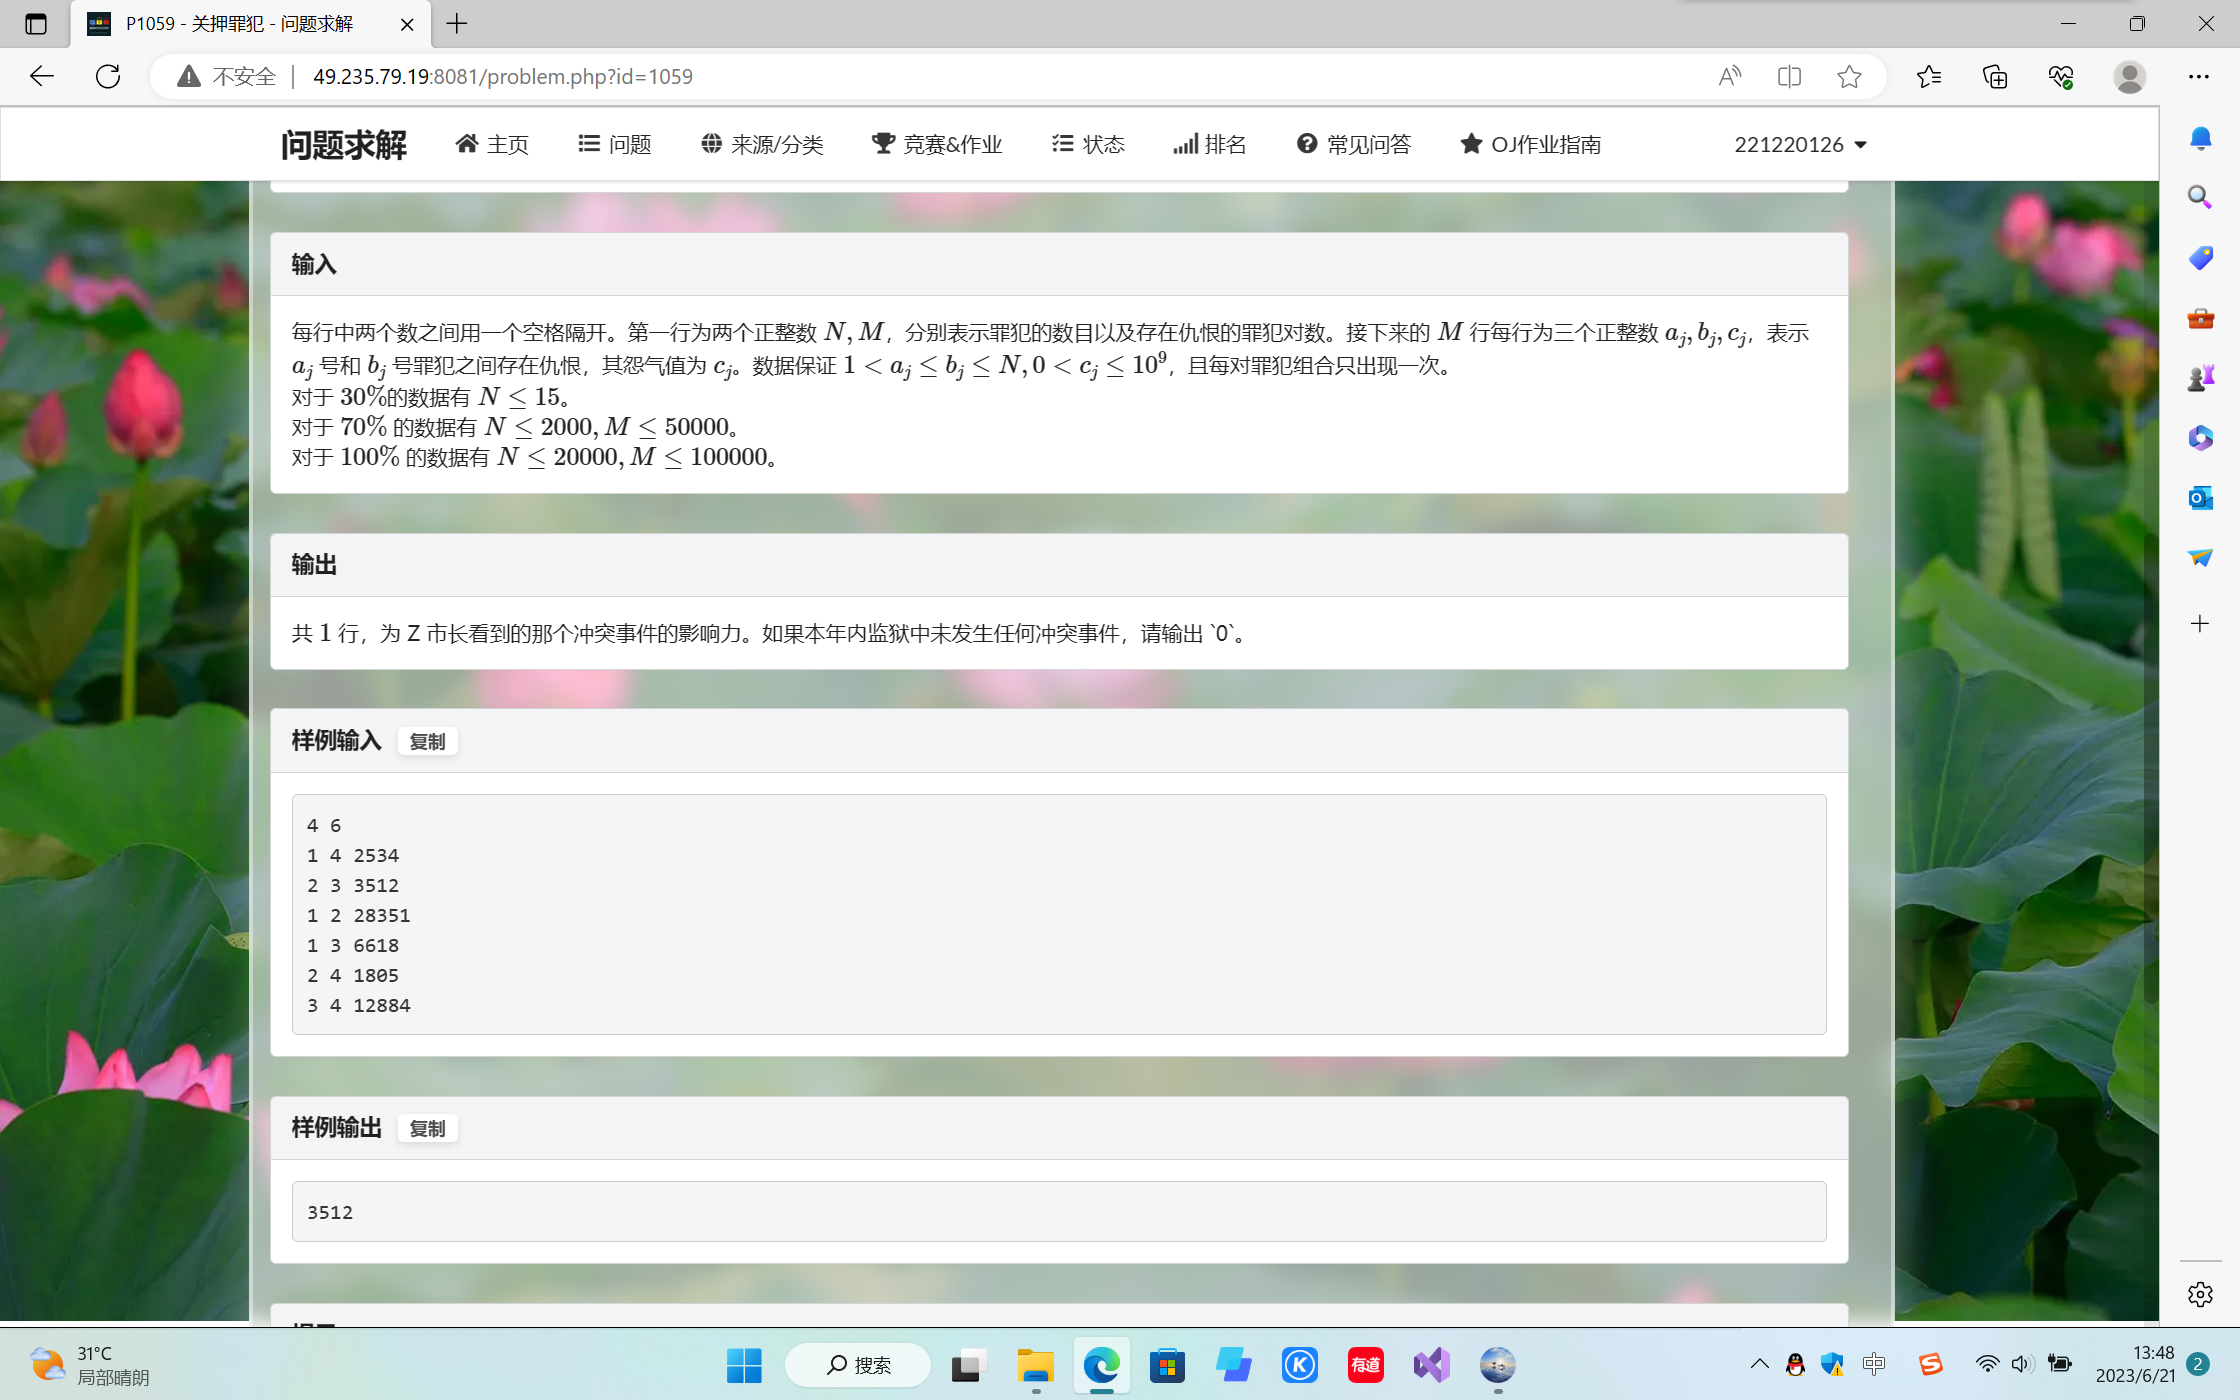 P1059 - 关押罪犯 - 问题求解
不安全 | 49.235.79.19:8081/problem.php?id=1059
问题求解 主页 问题 来源/分类 竞赛&作业 状态 排名 常见问答 OJ作业指南 221220126
输入
每行中两个数之间用一个空格隔开。第一行为两个正整数 N, M，分别表示罪犯的数目以及存在仇恨的罪犯对数。接下来的 M 行每行为三个正整数 a_j, b_j, c_j，表示
a_j 号和 b_j 号罪犯之间存在仇恨，其怨气值为 c_j。数据保证 1 < a_j ≤ b_j ≤ N, 0 < c_j ≤ 10^9，且每对罪犯组合只出现一次。
对于 30%的数据有 N ≤ 15。
对于 70% 的数据有 N ≤ 2000, M ≤ 50000。
对于 100% 的数据有 N ≤ 20000, M ≤ 100000。
输出
共 1 行，为 Z 市长看到的那个冲突事件的影响力。如果本年内监狱中未发生任何冲突事件，请输出 `0`。
样例输入 复制
4 6
1 4 2534
2 3 3512
1 2 28351
1 3 6618
2 4 1805
3 4 12884
样例输出 复制
3512
31°C
局部晴朗
搜索
有道
中
13:48
2023/6/21
2